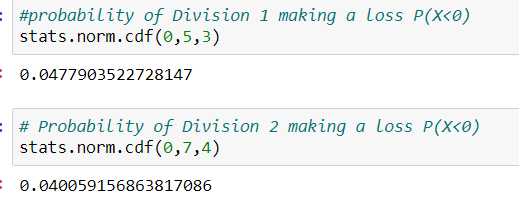 #probability of Division 1 making a loss P(X<0)
stats.norm.cdf(0,5,3)
0.0477903522728147
# Probability of Division 2 making a loss P(X<0)
stats.norm.cdf(0,7,4)
0.040059156863817086